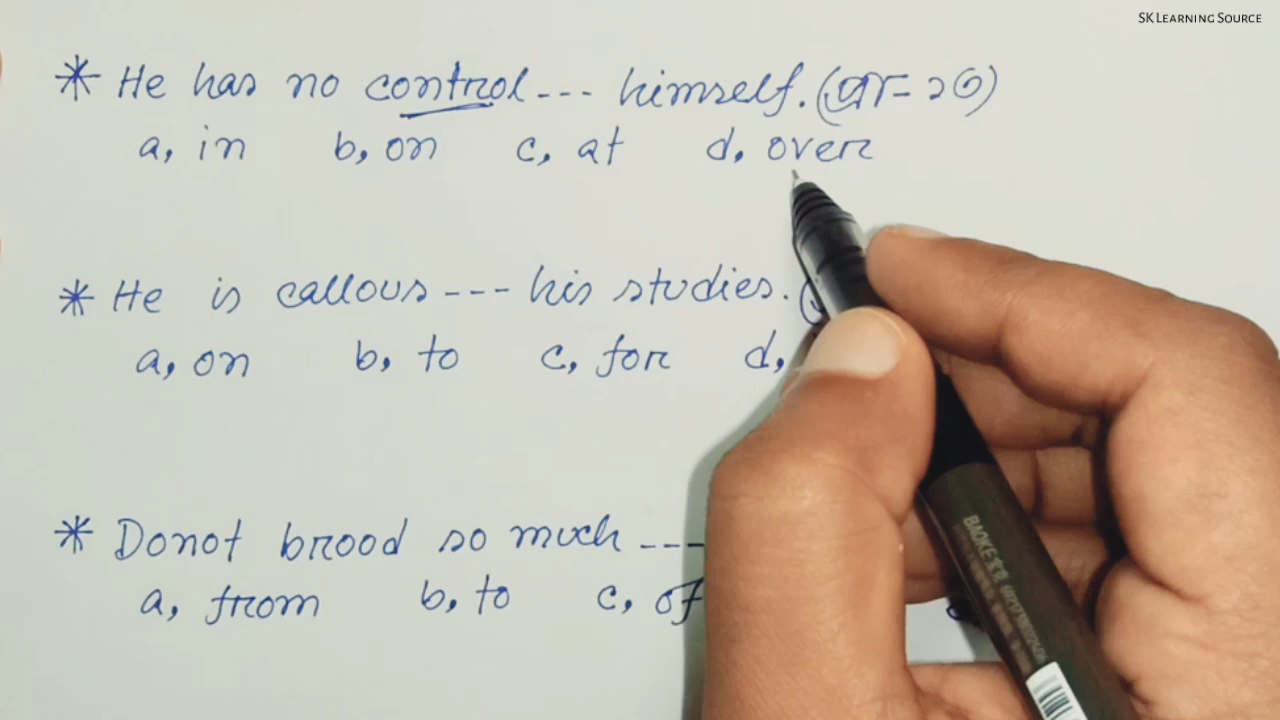 SK Learning Source
* He has no control --- himself. (
a, in b, on c, at d, over
* He is callous --- his studies. (
a, on b, to c, for d,
* Donot brood so much ---
a, from b, to c, of
BAOKE